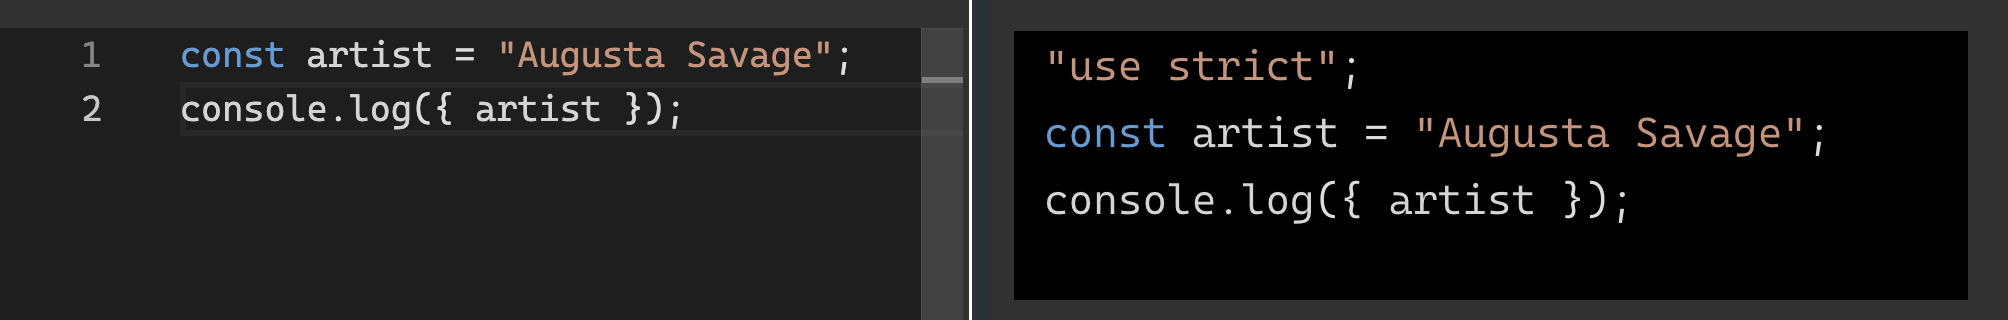 1 const artist = "Augusta Savage";
2 console.log({ artist });
"use strict";
const artist = "Augusta Savage";
console.log({ artist });